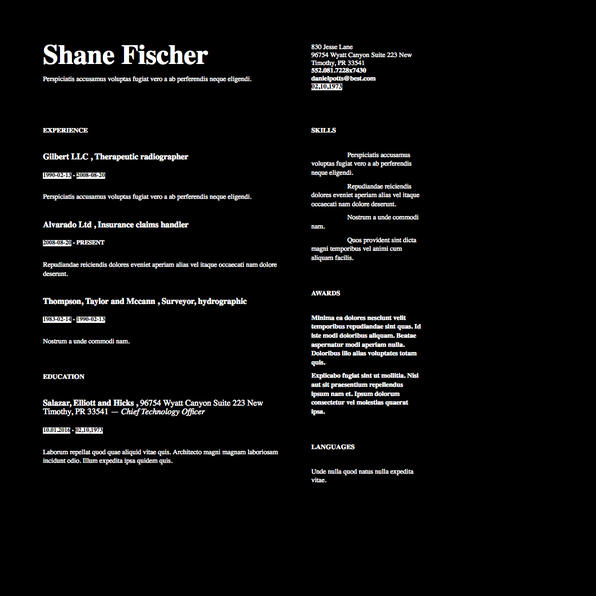 Shane Fischer
Perspiciatis accusamus voluptas fugiat vero a ab perferendis neque eligendi.
830 Jesse Lane
96754 Wyatt Canyon Suite 223 New
Timothy, PR 33541
552.081.7228x7430
danielpotts@best.com
02.10.1973
EXPERIENCE
Gilbert LLC , Therapeutic radiographer
1990-02-13 - 2008-08-20
Perspiciatis accusamus voluptas fugiat vero a ab perferendis neque eligendi.
Alvarado Ltd , Insurance claims handler
2008-08-20 - PRESENT
Repudiandae reiciendis dolores eveniet aperiam alias vel itaque occaecati nam dolore
deserunt.
Thompson, Taylor and Mccann , Surveyor, hydrographic
1983-02-14 - 1990-02-13
Nostrum a unde commodi nam.
EDUCATION
Salazar, Elliott and Hicks , 96754 Wyatt Canyon Suite 223 New
Timothy, PR 33541 — Chief Technology Officer
10.01.2016 - 02.10.1973
Laborum repellat quod quae aliquid vitae quis. Architecto magni magnam laboriosam
incidunt odio. Illum expedita ipsa quidem quis.
SKILLS
Perspiciatis accusamus
voluptas fugiat vero a ab perferendis
neque eligendi.
Repudiandae reiciendis
dolores eveniet aperiam alias vel itaque
occaecati nam dolore deserunt.
Nostrum a unde commodi
nam.
Quos provident sint dicta
magni temporibus vel animi cum
aliquam facilis.
AWARDS
Minima ea dolores nesciunt velit
temporibus repudiandae sint quas. Id
iste modi doloribus aliquam. Beatae
aspernatur modi aperiam nulla.
Doloribus illo alias voluptates totam
quis.
Explicabo fugiat sint ut mollitia. Nisi
aut sit praesentium repellendus
ipsum nam et. Ipsum dolorum
consectetur vel molestias quaerat
ipsa.
LANGUAGES
Unde nulla quod natus nulla expedita
vitae.